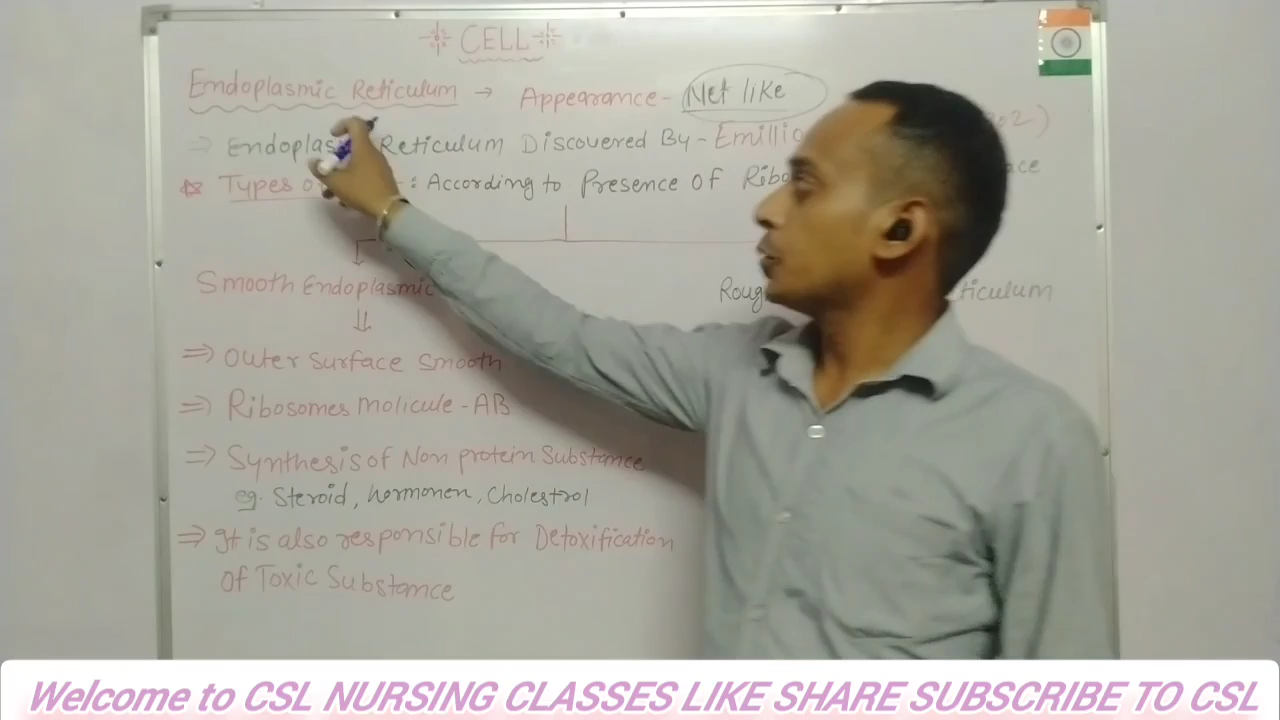 CELL
Endoplasmic Reticulum → Appearance - Net like
⇒ Endoplas Reticulum Discovered By - Emillio 02)
Types o : According to Presence Of Ribo ace
Smooth Endoplasmic Roug ticulum
⇒ Outer Surface Smooth
⇒ Ribosomes Molicule - AB
⇒ Synthesis of Non protein Substance
eg. Steroid, hormonen, Cholestrol
⇒ It is also responsible for Detoxification
Of Toxic Substance
Welcome to CSL NURSING CLASSES LIKE SHARE SUBSCRIBE TO CSL